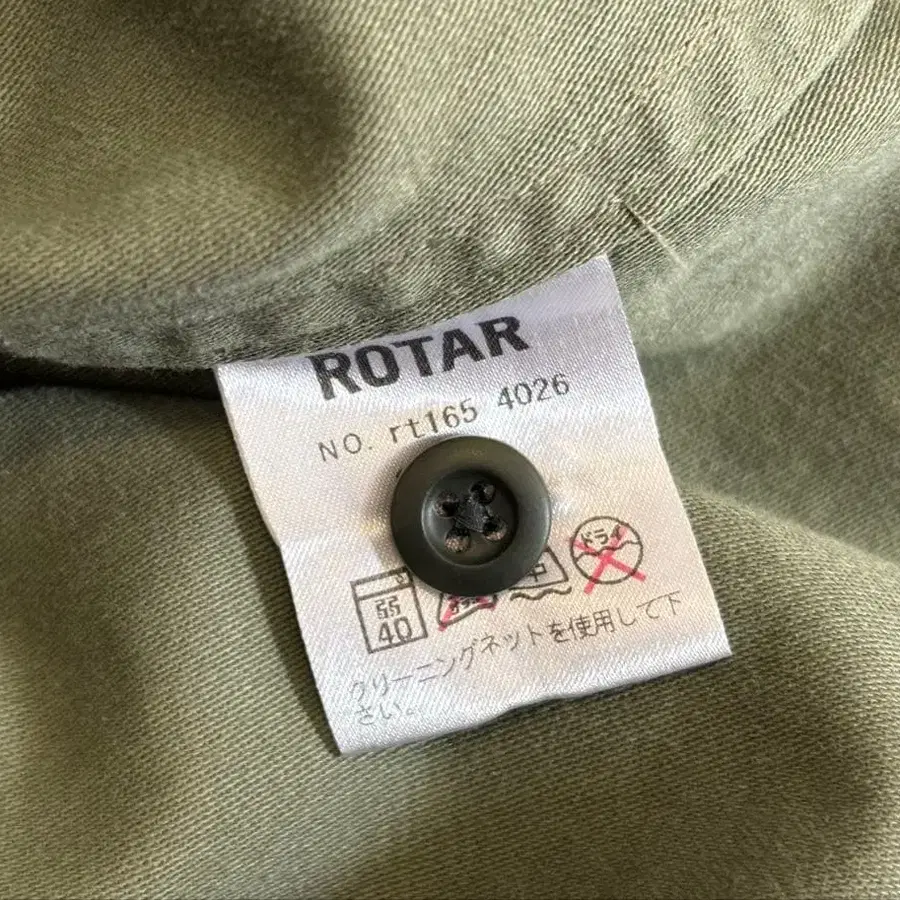 ROTAR
NO. rt165 4026
弱 40 中 ドライ
クリーニングネットを使用して下
さい。